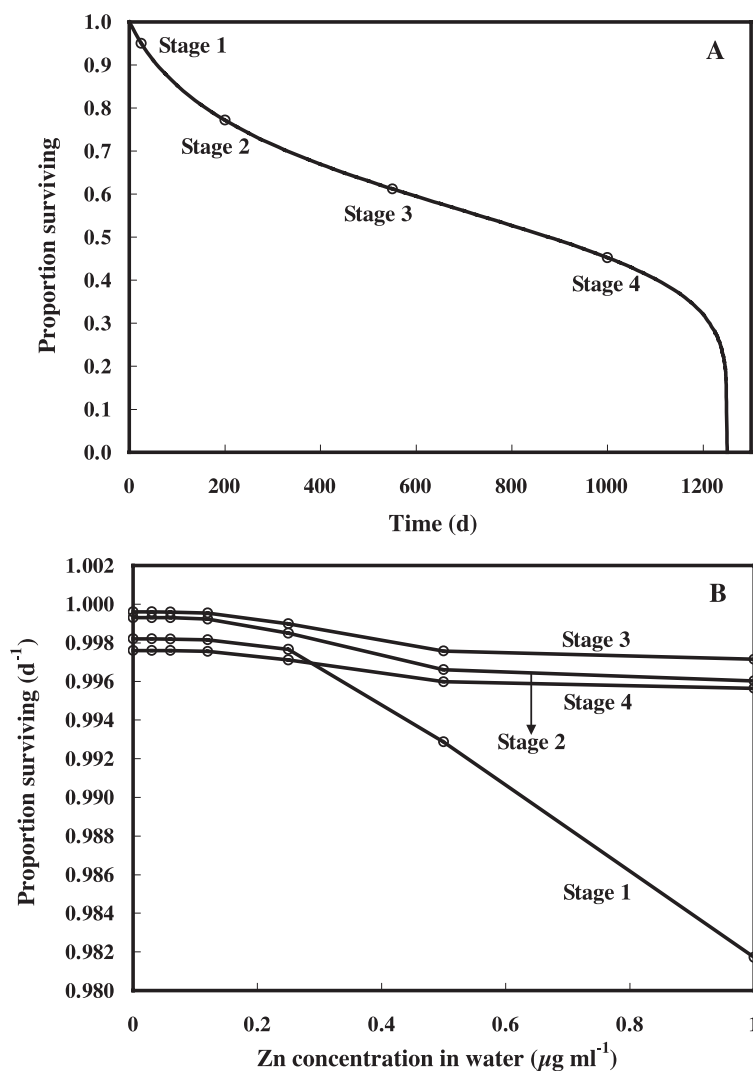 A
Proportion surviving
1.0
0.9
0.8
0.7
0.6
0.5
0.4
0.3
0.2
0.1
0.0
Stage 1
Stage 2
Stage 3
Stage 4
0 200 400 600 800 1000 1200
Time (d)
B
Proportion surviving (d⁻¹)
1.002
1.000
0.998
0.996
0.994
0.992
0.990
0.988
0.986
0.984
0.982
0.980
Stage 3
Stage 4
Stage 2
Stage 1
0 0.2 0.4 0.6 0.8 1
Zn concentration in water (µg ml⁻¹)